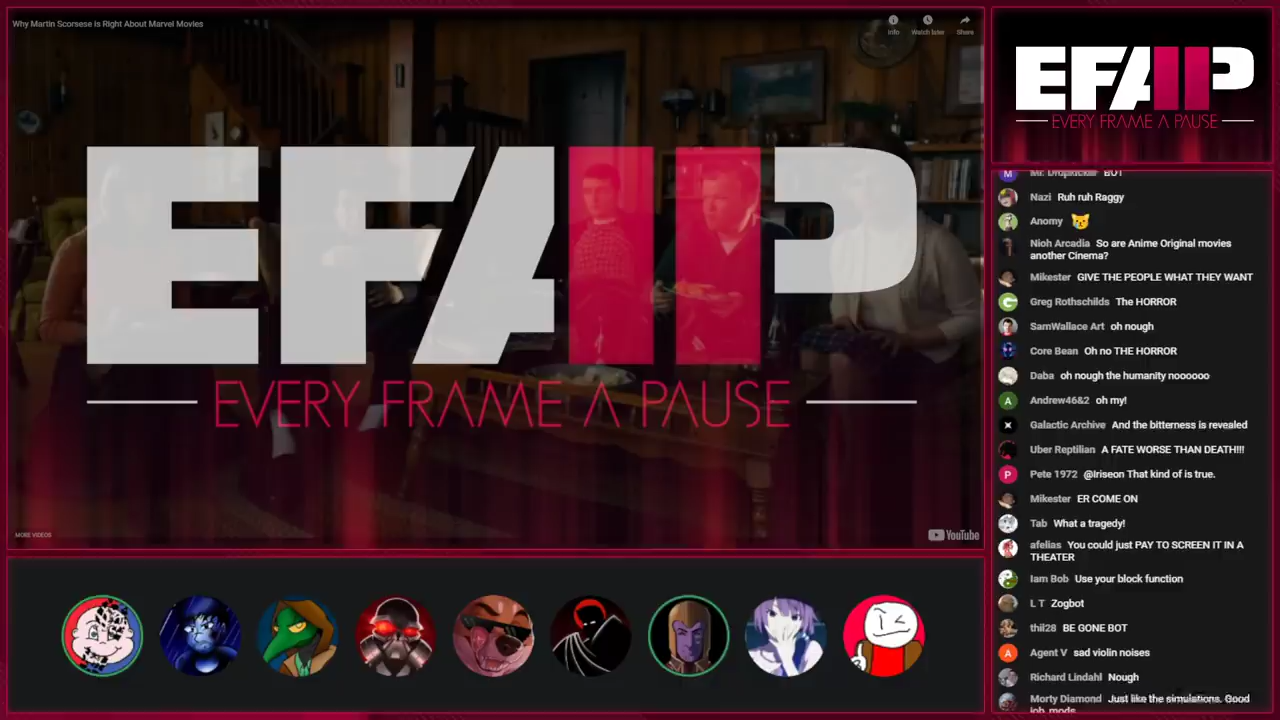 Why Martin Scorsese is Right About Marvel Movies
Info
Watch later
Share
EFAP
EVERY FRAME A PAUSE
MORE VIDEOS
YouTube
EFAP
EVERY FRAME A PAUSE
M Mr. Dropkicker BOT
Nazi Ruh ruh Raggy
Anomy
Nioh Arcadia So are Anime Original movies
another Cinema?
Mikester GIVE THE PEOPLE WHAT THEY WANT
G Greg Rothschilds The HORROR
SamWallace Art oh nough
Core Bean Oh no THE HORROR
Daba oh nough the humanity noooooo
A Andrew46&2 oh my!
Galactic Archive And the bitterness is revealed
Uber Reptilian A FATE WORSE THAN DEATH!!!
P Pete 1972 @Iriseon That kind of is true.
Mikester ER COME ON
Tab What a tragedy!
afelias You could just PAY TO SCREEN IT IN A
THEATER
Iam Bob Use your block function
L T Zogbot
thil28 BE GONE BOT
A Agent V sad violin noises
Richard Lindahl Nough
Morty Diamond Just like the simulations. Good
job, mods